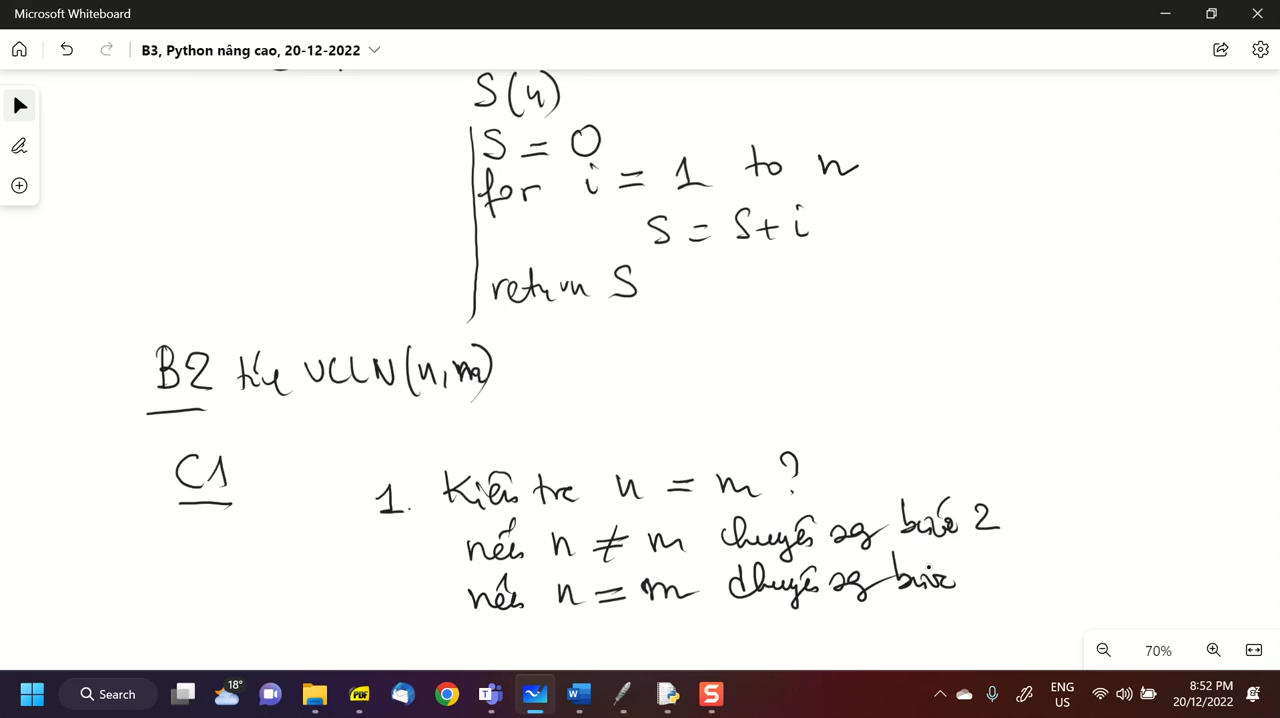 Microsoft Whiteboard
B3, Python nâng cao, 20-12-2022
S(n)
S = 0
for i = 1 to n
S = S + i
return S
B2 tìm UCLN(n, m)
C1
1. Kiểm tra n = m ?
nếu n ≠ m chuyển sg bước 2
nếu n = m chuyển sg bước
70%
18°
Search
ENG
US
8:52 PM
20/12/2022